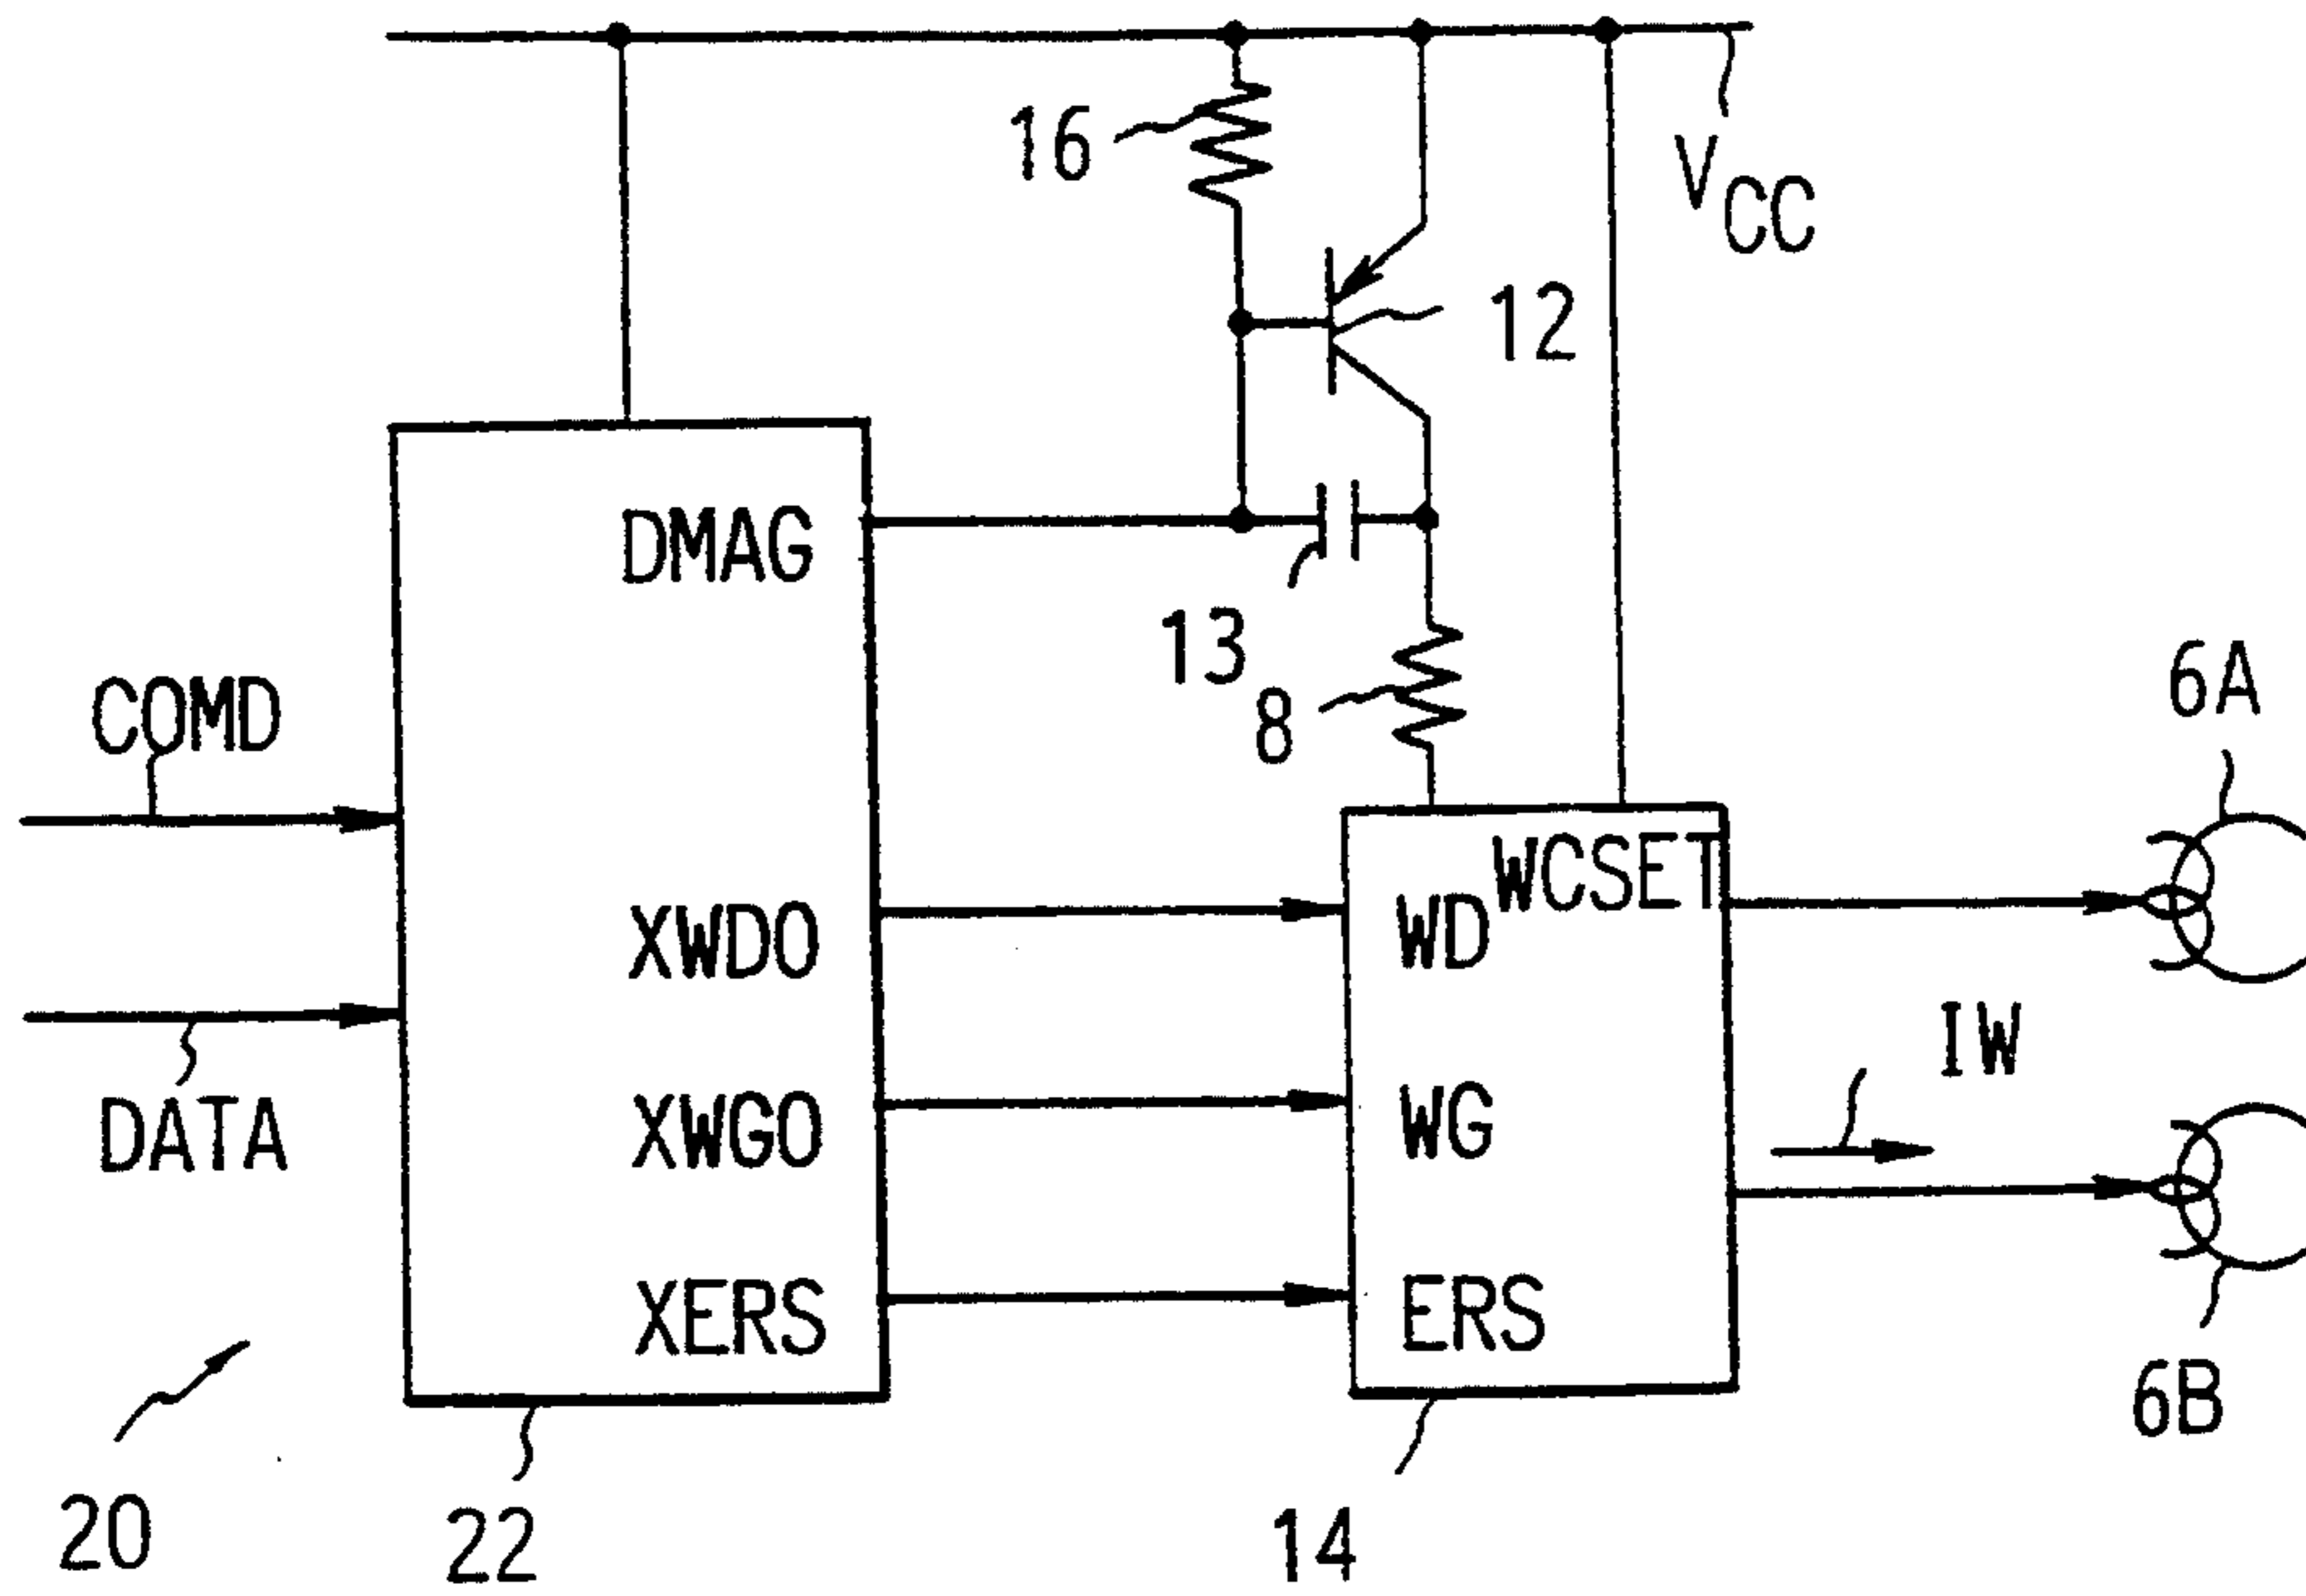 16
VCC
12
DMAG
13
8
6A
COMD
WCSET
XWDO
WD
IW
DATA
XWGO
WG
XERS
ERS
6B
20
22
14